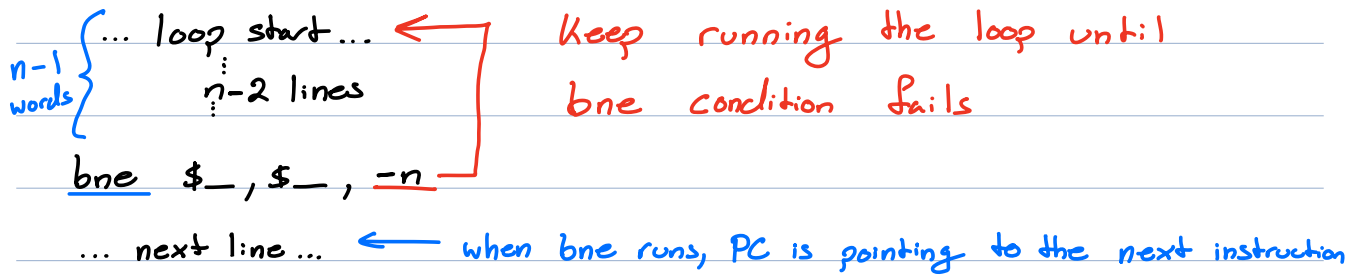 ... loop start... Keep running the loop until
n-1 words
n-2 lines bne condition fails
bne $_, $_, -n
... next line... when bne runs, PC is pointing to the next instruction